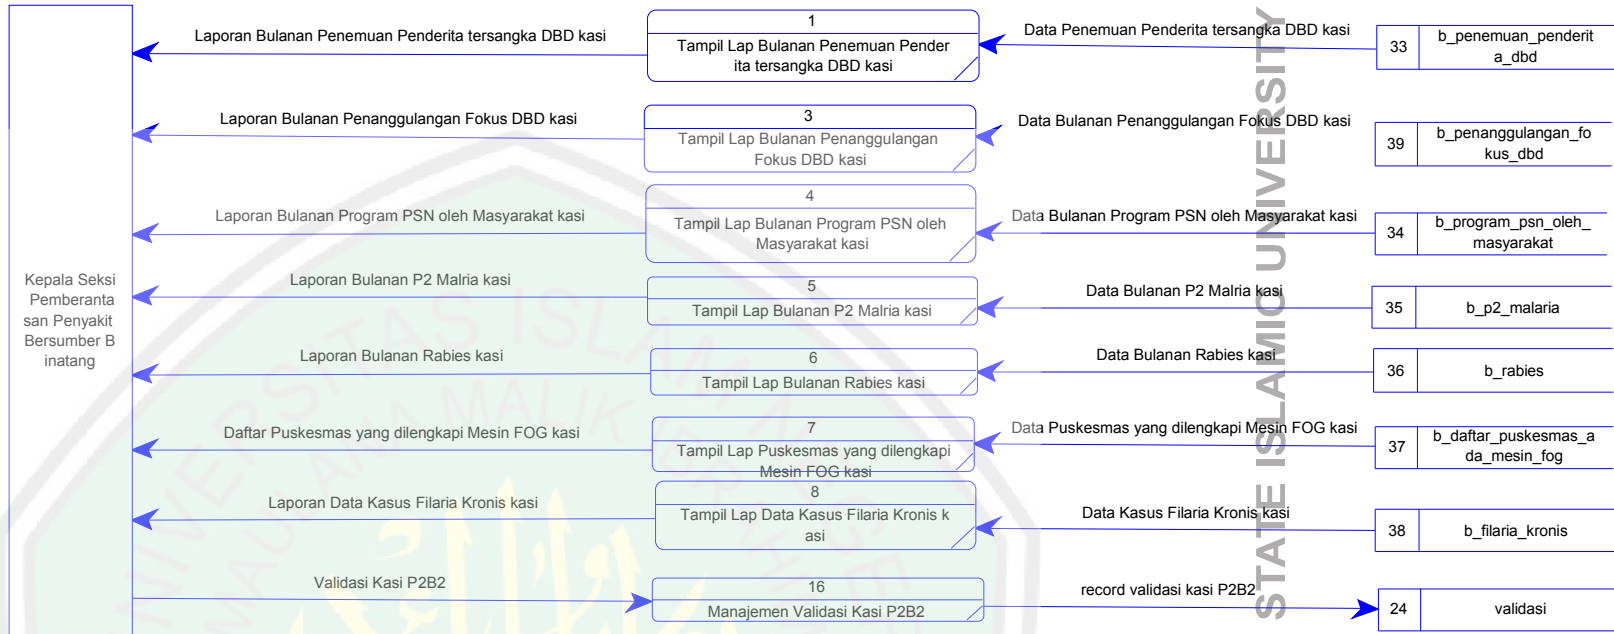 Laporan Bulanan Penemuan Penderita tersangka DBD kasi
1
Tampil Lap Bulanan Penemuan Pender
ita tersangka DBD kasi
Data Penemuan Penderita tersangka DBD kasi
33
b_penemuan_penderit
a_dbd
Laporan Bulanan Penanggulangan Fokus DBD kasi
3
Tampil Lap Bulanan Penanggulangan
Fokus DBD kasi
Data Bulanan Penanggulangan Fokus DBD kasi
39
b_penanggulangan_fo
kus_dbd
Laporan Bulanan Program PSN oleh Masyarakat kasi
4
Tampil Lap Bulanan Program PSN oleh
Masyarakat kasi
Data Bulanan Program PSN oleh Masyarakat kasi
34
b_program_psn_oleh_
masyarakat
Kepala Seksi
Pemberanta
san Penyakit
Bersumber B
inatang
Laporan Bulanan P2 Malria kasi
5
Tampil Lap Bulanan P2 Malria kasi
Data Bulanan P2 Malria kasi
35
b_p2_malaria
Laporan Bulanan Rabies kasi
6
Tampil Lap Bulanan Rabies kasi
Data Bulanan Rabies kasi
36
b_rabies
Daftar Puskesmas yang dilengkapi Mesin FOG kasi
7
Tampil Lap Puskesmas yang dilengkapi
Mesin FOG kasi
Data Puskesmas yang dilengkapi Mesin FOG kasi
37
b_daftar_puskesmas_a
da_mesin_fog
Laporan Data Kasus Filaria Kronis kasi
8
Tampil Lap Data Kasus Filaria Kronis k
asi
Data Kasus Filaria Kronis kasi
38
b_filaria_kronis
Validasi Kasi P2B2
16
Manajemen Validasi Kasi P2B2
record validasi kasi P2B2
24
validasi
STATE ISLAMIC UNIVERSITY
UNIVERSITAS ISLAM
MAULANA MALIK